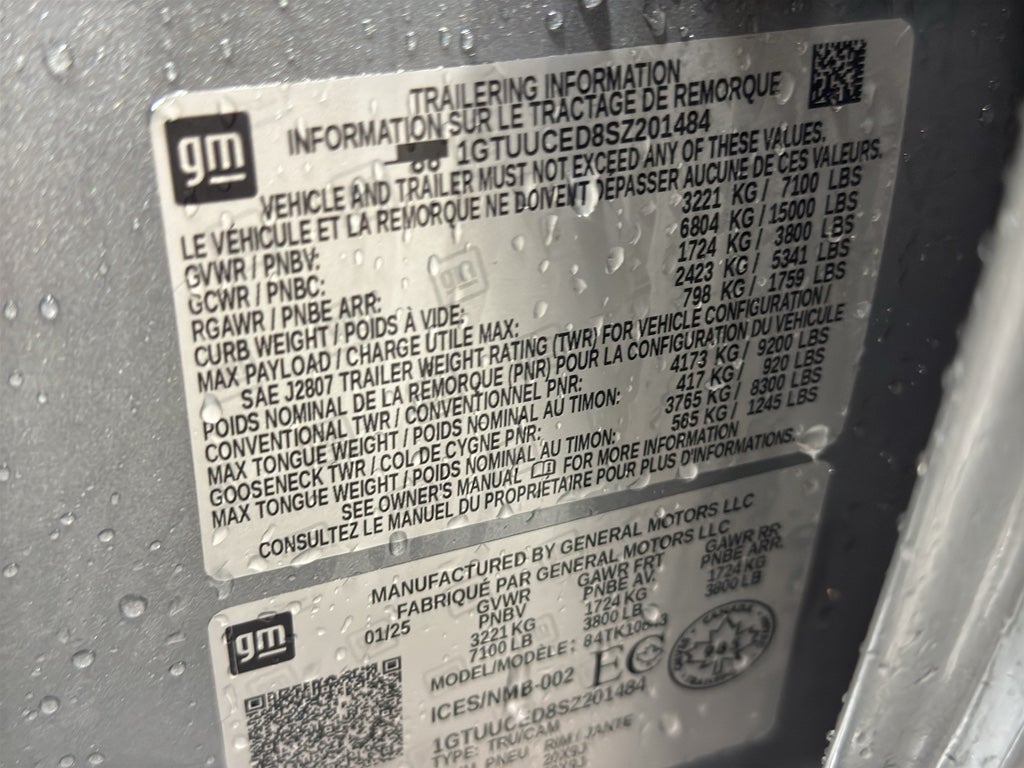 gm
TRAILERING INFORMATION
INFORMATION SUR LE TRACTAGE DE REMORQUE
1GTUUCED8SZ201484
VEHICLE AND TRAILER MUST NOT EXCEED ANY OF THESE VALUES.
LE VÉHICULE ET LA REMORQUE NE DOIVENT DÉPASSER AUCUNE DE CES VALEURS.
GVWR / PNBV: 3221 KG / 7100 LBS
GCWR / PNBC: 6804 KG / 15000 LBS
RGAWR / PNBE ARR: 1724 KG / 3800 LBS
CURB WEIGHT / POIDS À VIDE: 2423 KG / 5341 LBS
MAX PAYLOAD / CHARGE UTILE MAX: 798 KG / 1759 LBS
SAE J2807 TRAILER WEIGHT RATING (TWR) FOR VEHICLE CONFIGURATION /
POIDS NOMINAL DE LA REMORQUE (PNR) POUR LA CONFIGURATION DU VÉHICULE
CONVENTIONAL TWR / CONVENTIONNEL PNR: 4173 KG / 9200 LBS
MAX TONGUE WEIGHT / POIDS NOMINAL AU TIMON: 417 KG / 920 LBS
GOOSENECK TWR / COL DE CYGNE PNR: 3765 KG / 8300 LBS
MAX TONGUE WEIGHT / POIDS NOMINAL AU TIMON: 565 KG / 1245 LBS
SEE OWNER'S MANUAL FOR MORE INFORMATION
CONSULTEZ LE MANUEL DU PROPRIÉTAIRE POUR PLUS D'INFORMATIONS.
gm
MANUFACTURED BY GENERAL MOTORS LLC
FABRIQUÉ PAR GENERAL MOTORS LLC
01/25 GVWR GAWR FRT GAWR RR
PNBV PNBE AV. PNBE ARR.
3221 KG 1724 KG 1724 KG
7100 LB 3800 LB 3800 LB
MODEL/MODÈLE:
ICES/NMB-002 EC
CANADA
1GTUUCED8SZ201484
TYPE: TRU/CAM
PNEU RIM / JANTE
20X9J